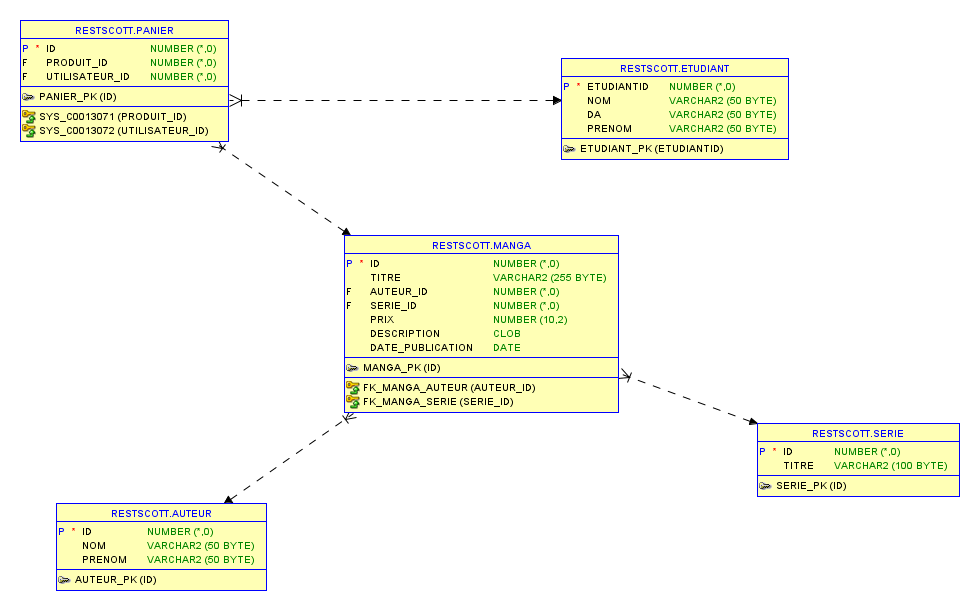 RESTSCOTT.PANIER
P * ID NUMBER (*,0)
F PRODUIT_ID NUMBER (*,0)
F UTILISATEUR_ID NUMBER (*,0)
PANIER_PK (ID)
SYS_C0013071 (PRODUIT_ID)
SYS_C0013072 (UTILISATEUR_ID)
RESTSCOTT.ETUDIANT
P * ETUDIANTID NUMBER (*,0)
NOM VARCHAR2 (50 BYTE)
DA VARCHAR2 (50 BYTE)
PRENOM VARCHAR2 (50 BYTE)
ETUDIANT_PK (ETUDIANTID)
RESTSCOTT.MANGA
P * ID NUMBER (*,0)
TITRE VARCHAR2 (255 BYTE)
F AUTEUR_ID NUMBER (*,0)
F SERIE_ID NUMBER (*,0)
PRIX NUMBER (10,2)
DESCRIPTION CLOB
DATE_PUBLICATION DATE
MANGA_PK (ID)
FK_MANGA_AUTEUR (AUTEUR_ID)
FK_MANGA_SERIE (SERIE_ID)
RESTSCOTT.SERIE
P * ID NUMBER (*,0)
TITRE VARCHAR2 (100 BYTE)
SERIE_PK (ID)
RESTSCOTT.AUTEUR
P * ID NUMBER (*,0)
NOM VARCHAR2 (50 BYTE)
PRENOM VARCHAR2 (50 BYTE)
AUTEUR_PK (ID)